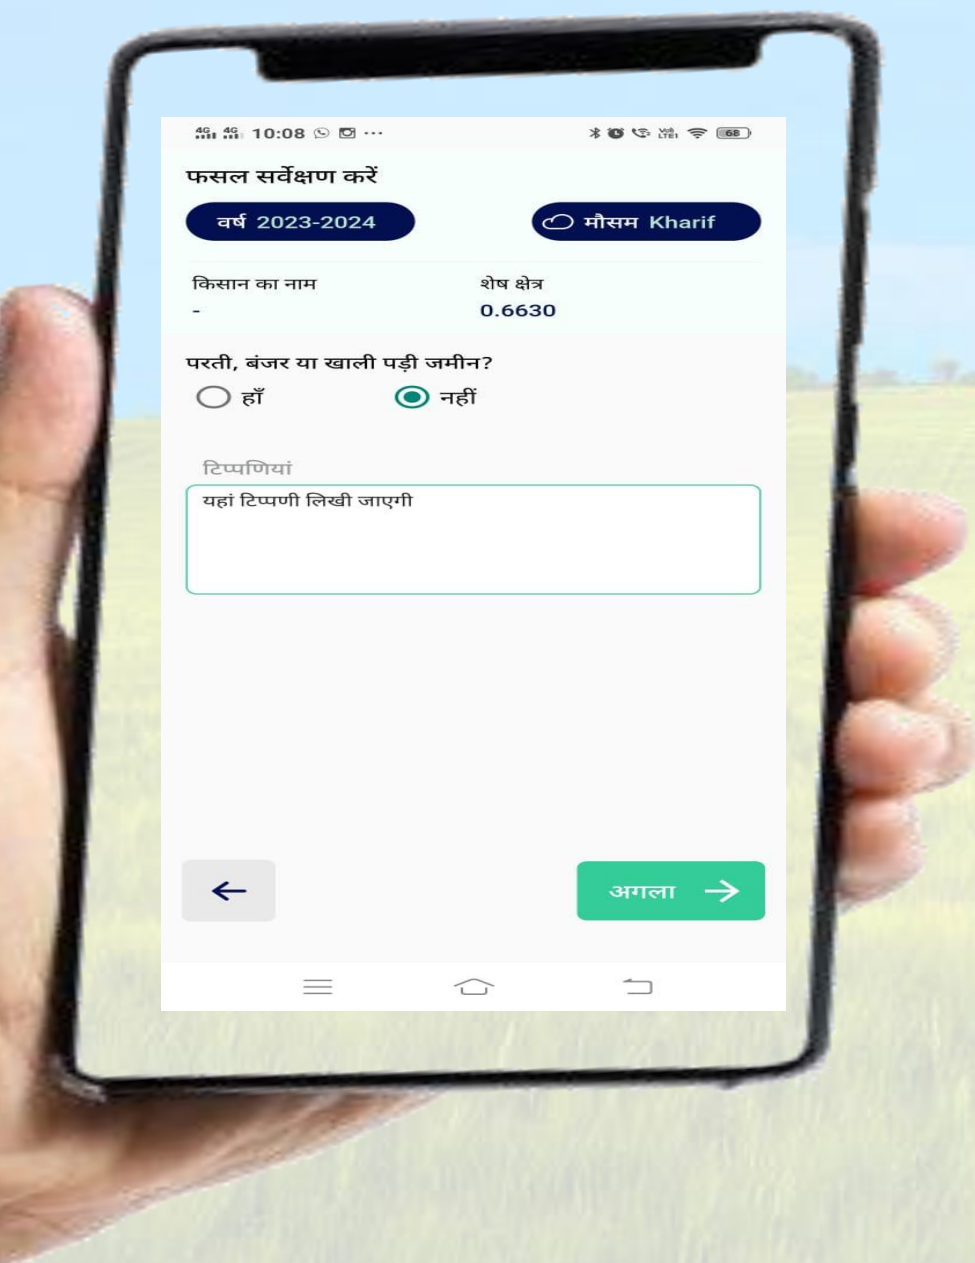 4G 4G 10:08 ... VoLTE1 68
फसल सर्वेक्षण करें
वर्ष 2023-2024 मौसम Kharif
किसान का नाम शेष क्षेत्र
- 0.6630
परती, बंजर या खाली पड़ी जमीन?
हाँ नहीं
टिप्पणियां
यहां टिप्पणी लिखी जाएगी
अगला